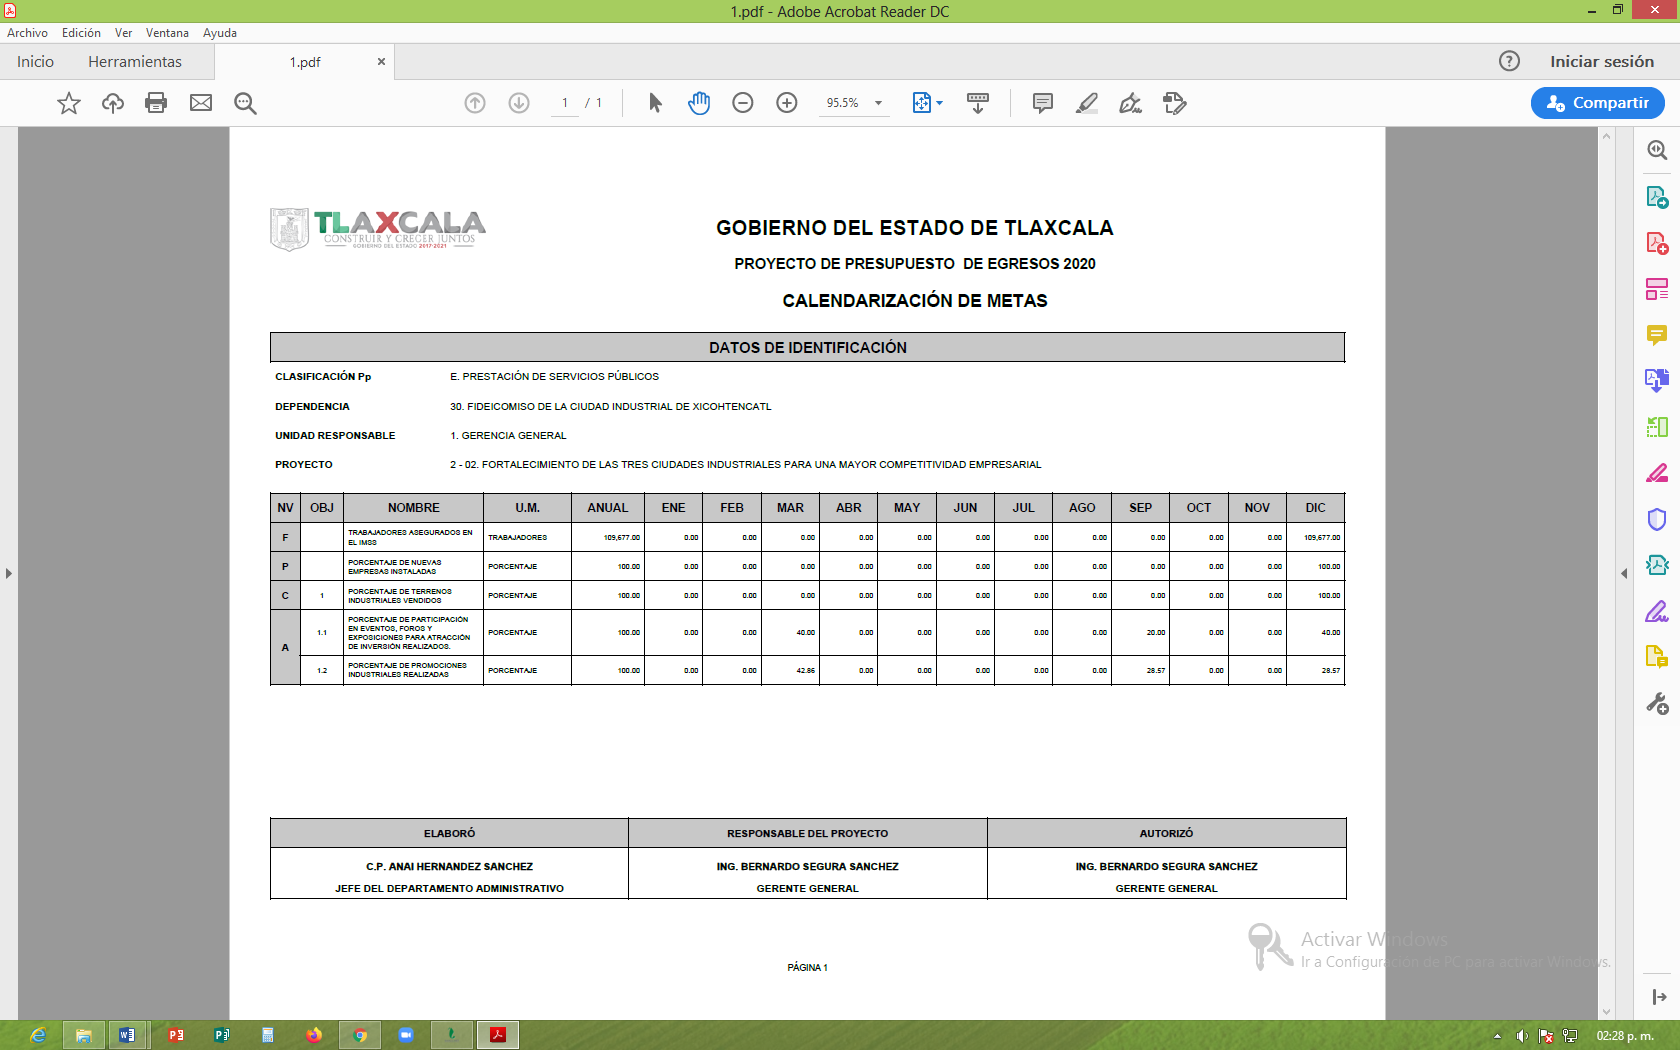 1.pdf - Adobe Acrobat Reader DC
Archivo Edición Ver Ventana Ayuda
Inicio Herramientas 1.pdf × ? Iniciar sesión
1 / 1 95.5% Compartir
TLAXCALA
CONSTRUIR Y CRECER JUNTOS
GOBIERNO DEL ESTADO 2017-2021
GOBIERNO DEL ESTADO DE TLAXCALA
PROYECTO DE PRESUPUESTO DE EGRESOS 2020
CALENDARIZACIÓN DE METAS
DATOS DE IDENTIFICACIÓN
CLASIFICACIÓN Pp E. PRESTACIÓN DE SERVICIOS PÚBLICOS
DEPENDENCIA 30. FIDEICOMISO DE LA CIUDAD INDUSTRIAL DE XICOHTENCATL
UNIDAD RESPONSABLE 1. GERENCIA GENERAL
PROYECTO 2 - 02. FORTALECIMIENTO DE LAS TRES CIUDADES INDUSTRIALES PARA UNA MAYOR COMPETITIVIDAD EMPRESARIAL
NV OBJ NOMBRE U.M. ANUAL ENE FEB MAR ABR MAY JUN JUL AGO SEP OCT NOV DIC
F TRABAJADORES ASEGURADOS EN
EL IMSS
TRABAJADORES 109,677.00 0.00 0.00 0.00 0.00 0.00 0.00 0.00 0.00 0.00 0.00 0.00 109,677.00
P PORCENTAJE DE NUEVAS
EMPRESAS INSTALADAS
PORCENTAJE 100.00 0.00 0.00 0.00 0.00 0.00 0.00 0.00 0.00 0.00 0.00 0.00 100.00
C 1 PORCENTAJE DE TERRENOS
INDUSTRIALES VENDIDOS
PORCENTAJE 100.00 0.00 0.00 0.00 0.00 0.00 0.00 0.00 0.00 0.00 0.00 0.00 100.00
A
1.1 PORCENTAJE DE PARTICIPACIÓN
EN EVENTOS, FOROS Y
EXPOSICIONES PARA ATRACCIÓN
DE INVERSIÓN REALIZADOS.
PORCENTAJE 100.00 0.00 0.00 40.00 0.00 0.00 0.00 0.00 0.00 20.00 0.00 0.00 40.00
1.2 PORCENTAJE DE PROMOCIONES
INDUSTRIALES REALIZADAS
PORCENTAJE 100.00 0.00 0.00 42.86 0.00 0.00 0.00 0.00 0.00 28.57 0.00 0.00 28.57
ELABORÓ RESPONSABLE DEL PROYECTO AUTORIZÓ
C.P. ANAI HERNANDEZ SANCHEZ ING. BERNARDO SEGURA SANCHEZ ING. BERNARDO SEGURA SANCHEZ
JEFE DEL DEPARTAMENTO ADMINISTRATIVO GERENTE GENERAL GERENTE GENERAL
Activar Windows
Ir a Configuración de PC para activar Windows.
PÁGINA 1
02:28 p. m.